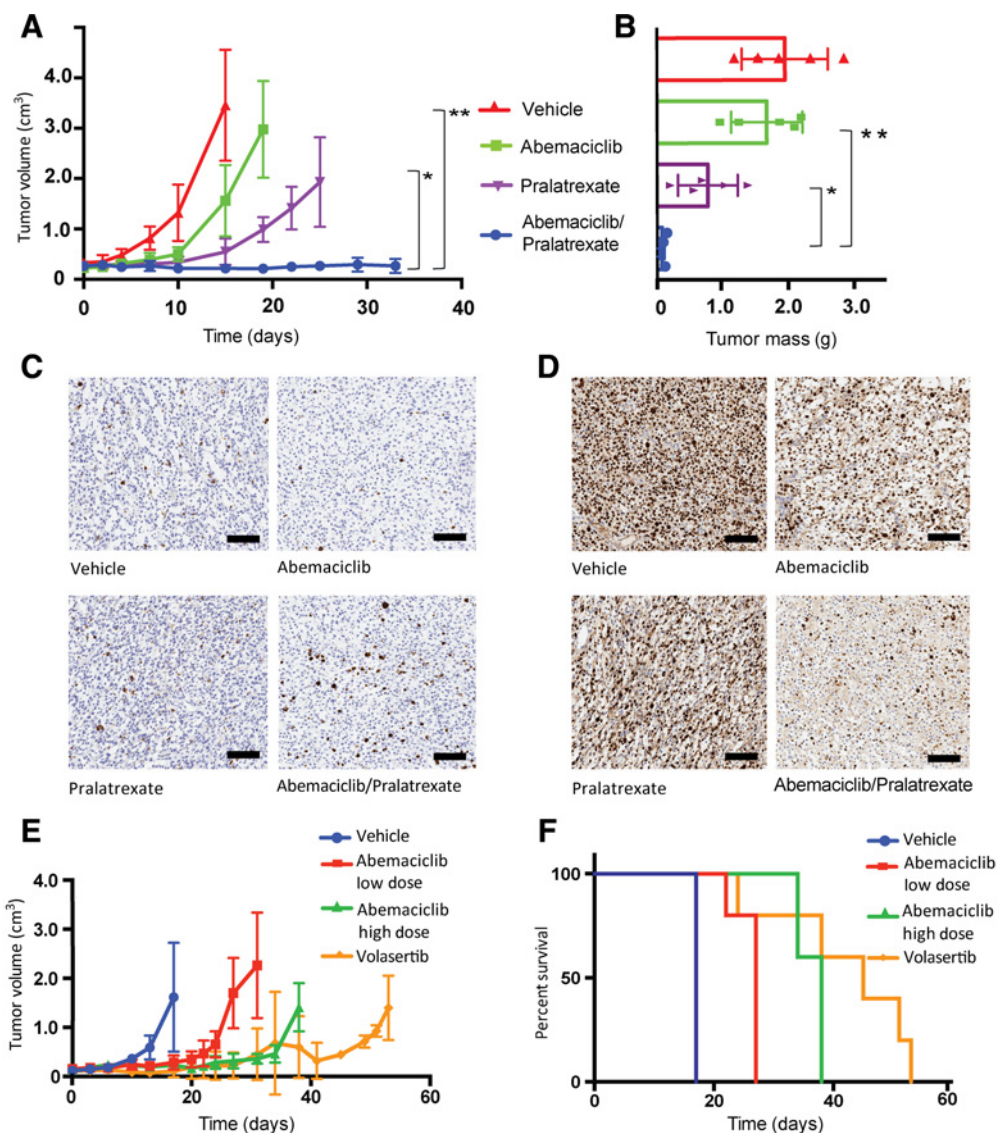 A
Tumor volume (cm3)
4.0
3.0
2.0
1.0
0
0
10
20
30
40
Time (days)
*
**
Vehicle
Abemaciclib
Pralatrexate
Abemaciclib/
Pralatrexate
B
**
*
0
1.0
2.0
3.0
Tumor mass (g)
C
Vehicle
Abemaciclib
Pralatrexate
Abemaciclib/Pralatrexate
D
Vehicle
Abemaciclib
Pralatrexate
Abemaciclib/Pralatrexate
E
Vehicle
Abemaciclib
low dose
Abemaciclib
high dose
Volasertib
Tumor volume (cm3)
4.0
3.0
2.0
1.0
0
0
20
40
60
Time (days)
F
Vehicle
Abemaciclib
low dose
Abemaciclib
high dose
Volasertib
Percent survival
100
50
0
0
20
40
60
Time (days)